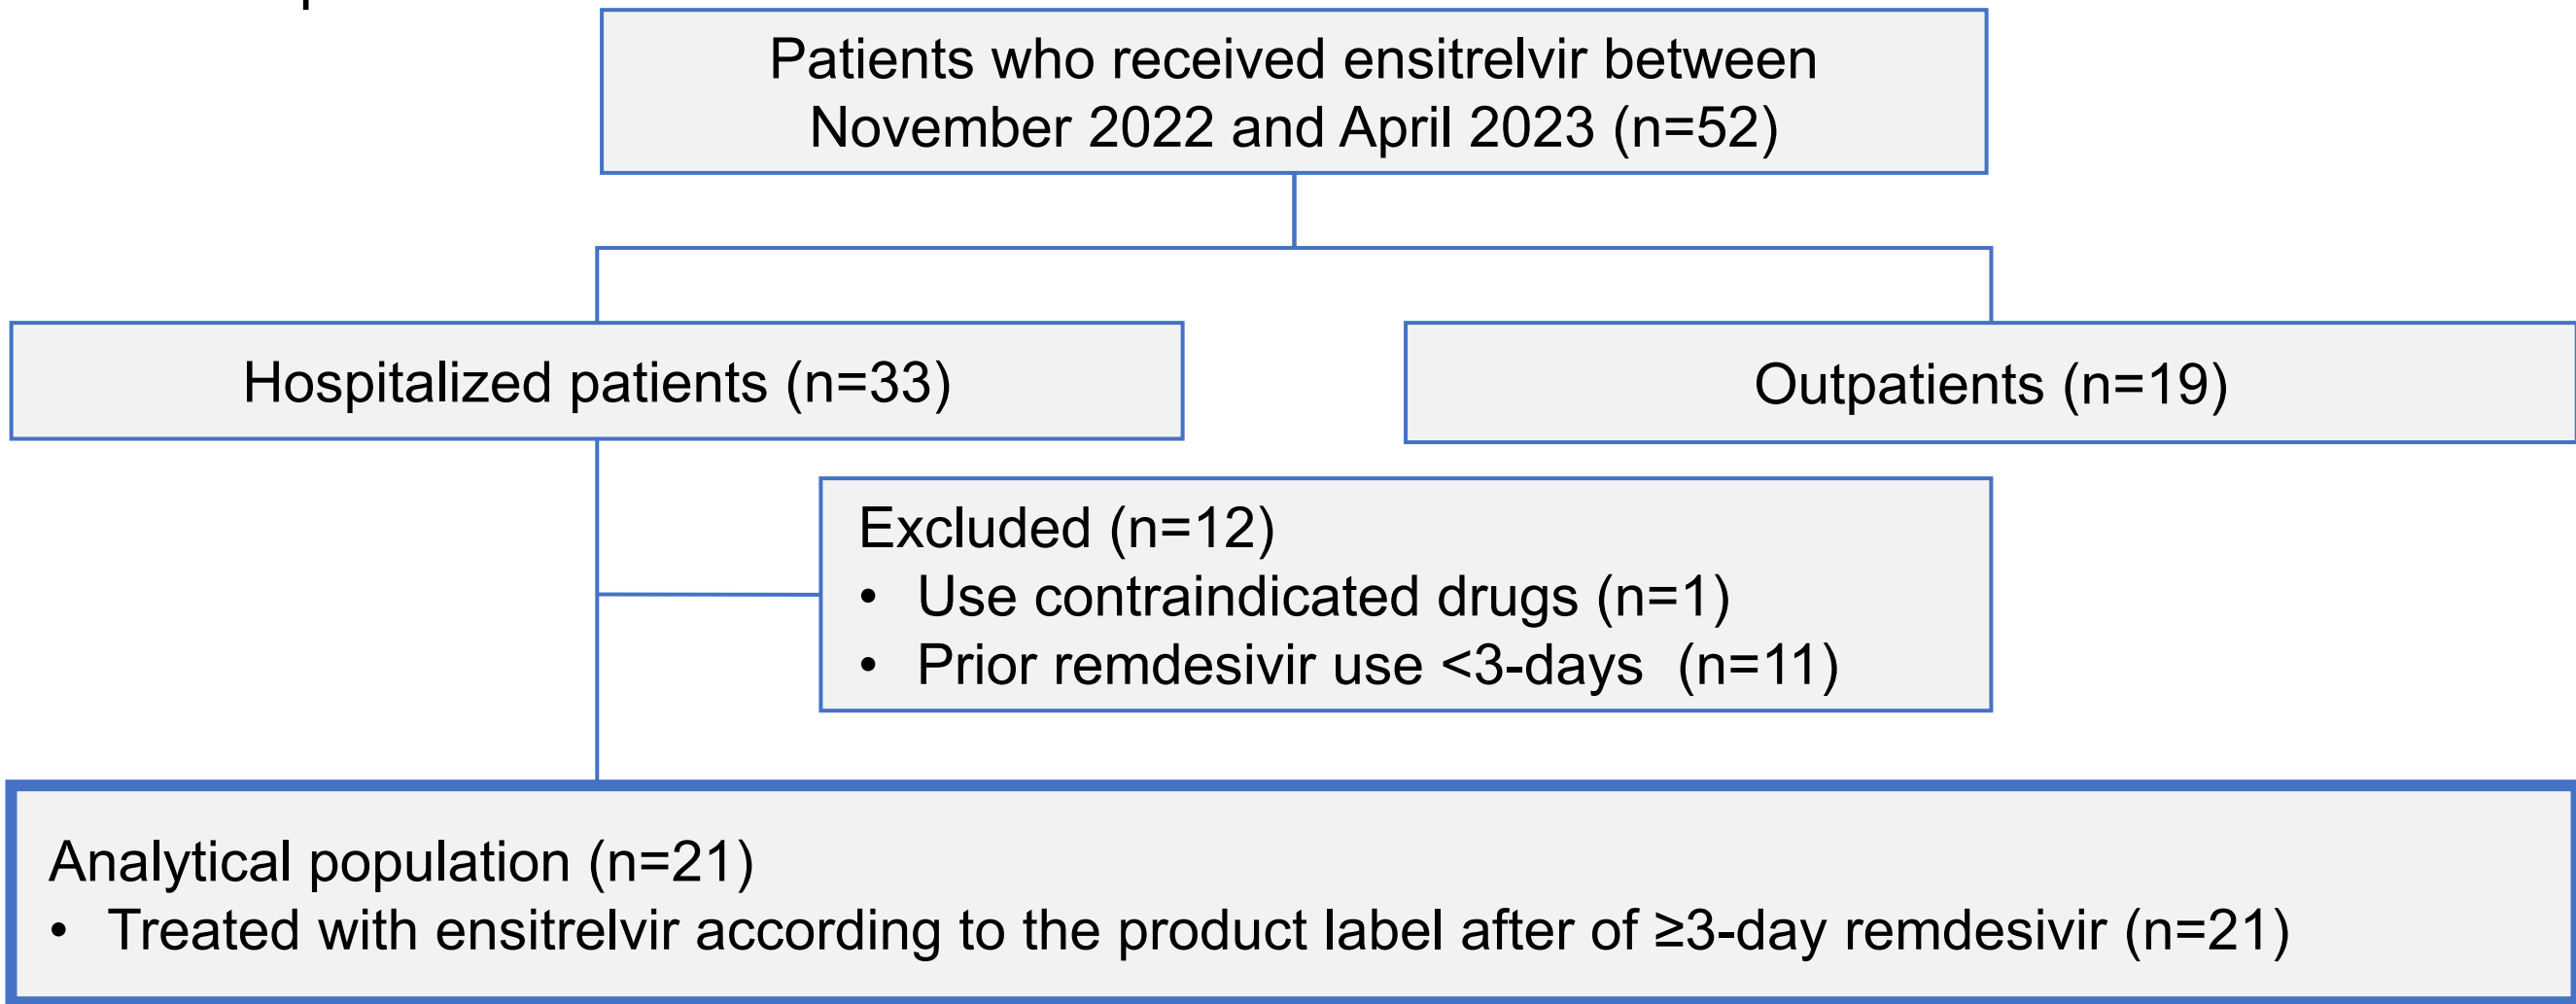 Patients who received ensitrelvir between
November 2022 and April 2023 (n=52)
Hospitalized patients (n=33)
Outpatients (n=19)
Excluded (n=12)
• Use contraindicated drugs (n=1)
• Prior remdesivir use <3-days (n=11)
Analytical population (n=21)
• Treated with ensitrelvir according to the product label after of ≥3-day remdesivir (n=21)